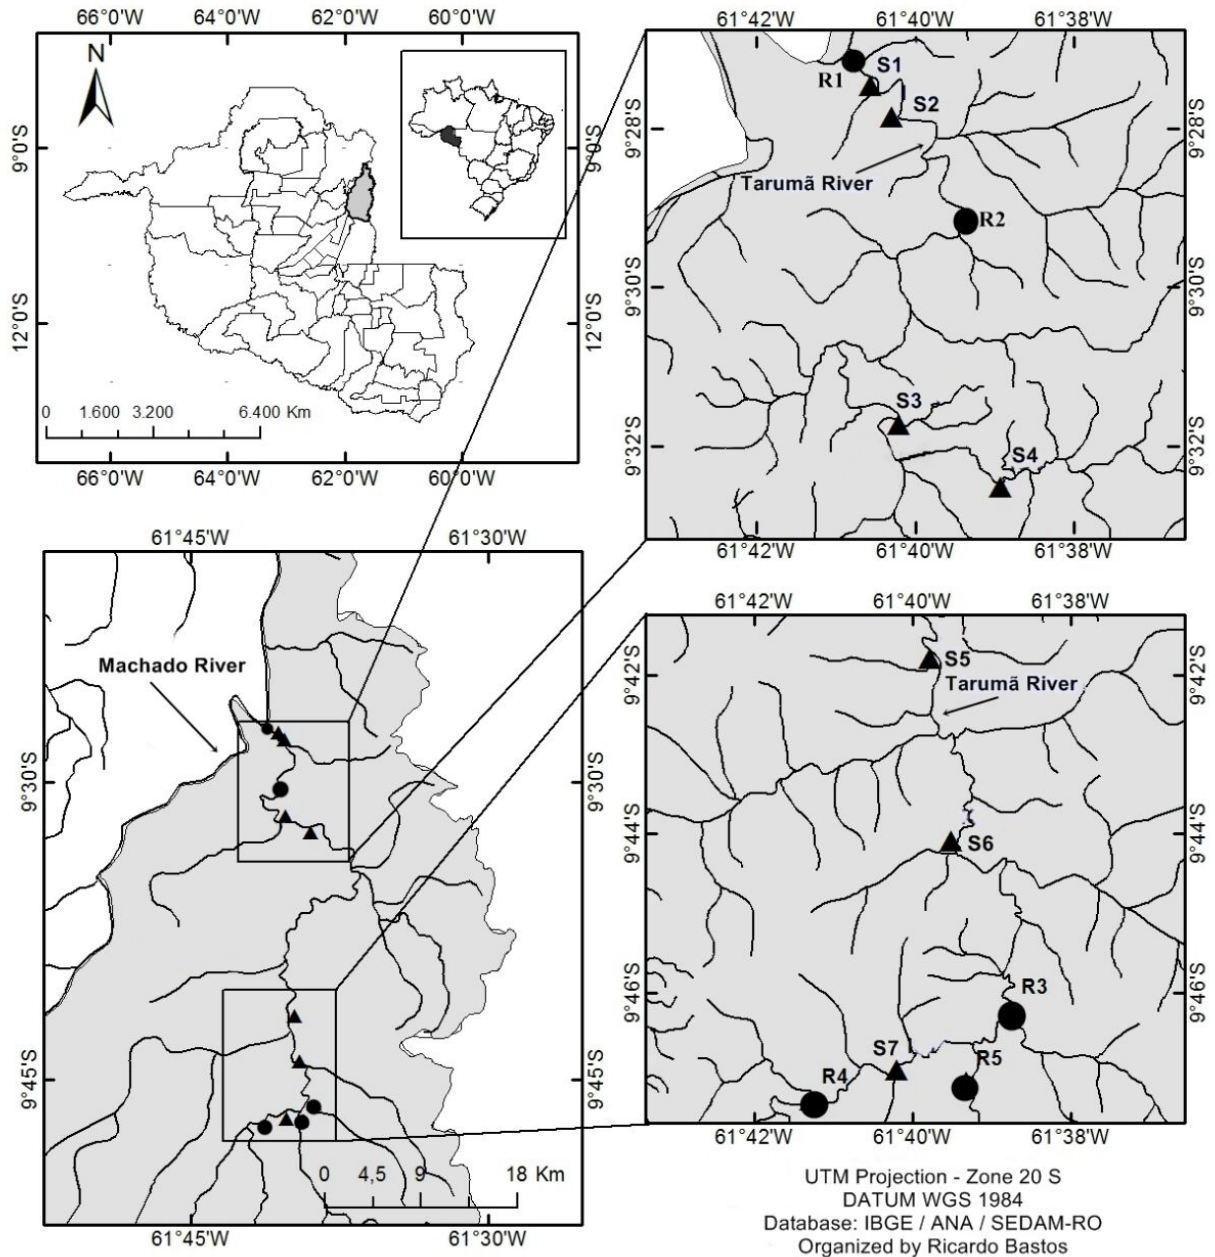 66°0'W 64°0'W 62°0'W 60°0'W
N
9°0'S 9°0'S
12°0'S 12°0'S
0 1.600 3.200 6.400 Km
66°0'W 64°0'W 62°0'W 60°0'W
61°42'W 61°40'W 61°38'W
R1 S1
S2
9°28'S 9°28'S
Tarumã River
R2
9°30'S 9°30'S
S3
9°32'S 9°32'S
S4
61°42'W 61°40'W 61°38'W
61°45'W 61°30'W
Machado River
9°30'S 9°30'S
9°45'S 9°45'S
0 4,5 9 18 Km
61°45'W 61°30'W
61°42'W 61°40'W 61°38'W
S5
9°42'S 9°42'S
Tarumã River
9°44'S 9°44'S
S6
9°46'S 9°46'S
R3
S7
R5
R4
61°42'W 61°40'W 61°38'W
UTM Projection - Zone 20 S
DATUM WGS 1984
Database: IBGE / ANA / SEDAM-RO
Organized by Ricardo Bastos